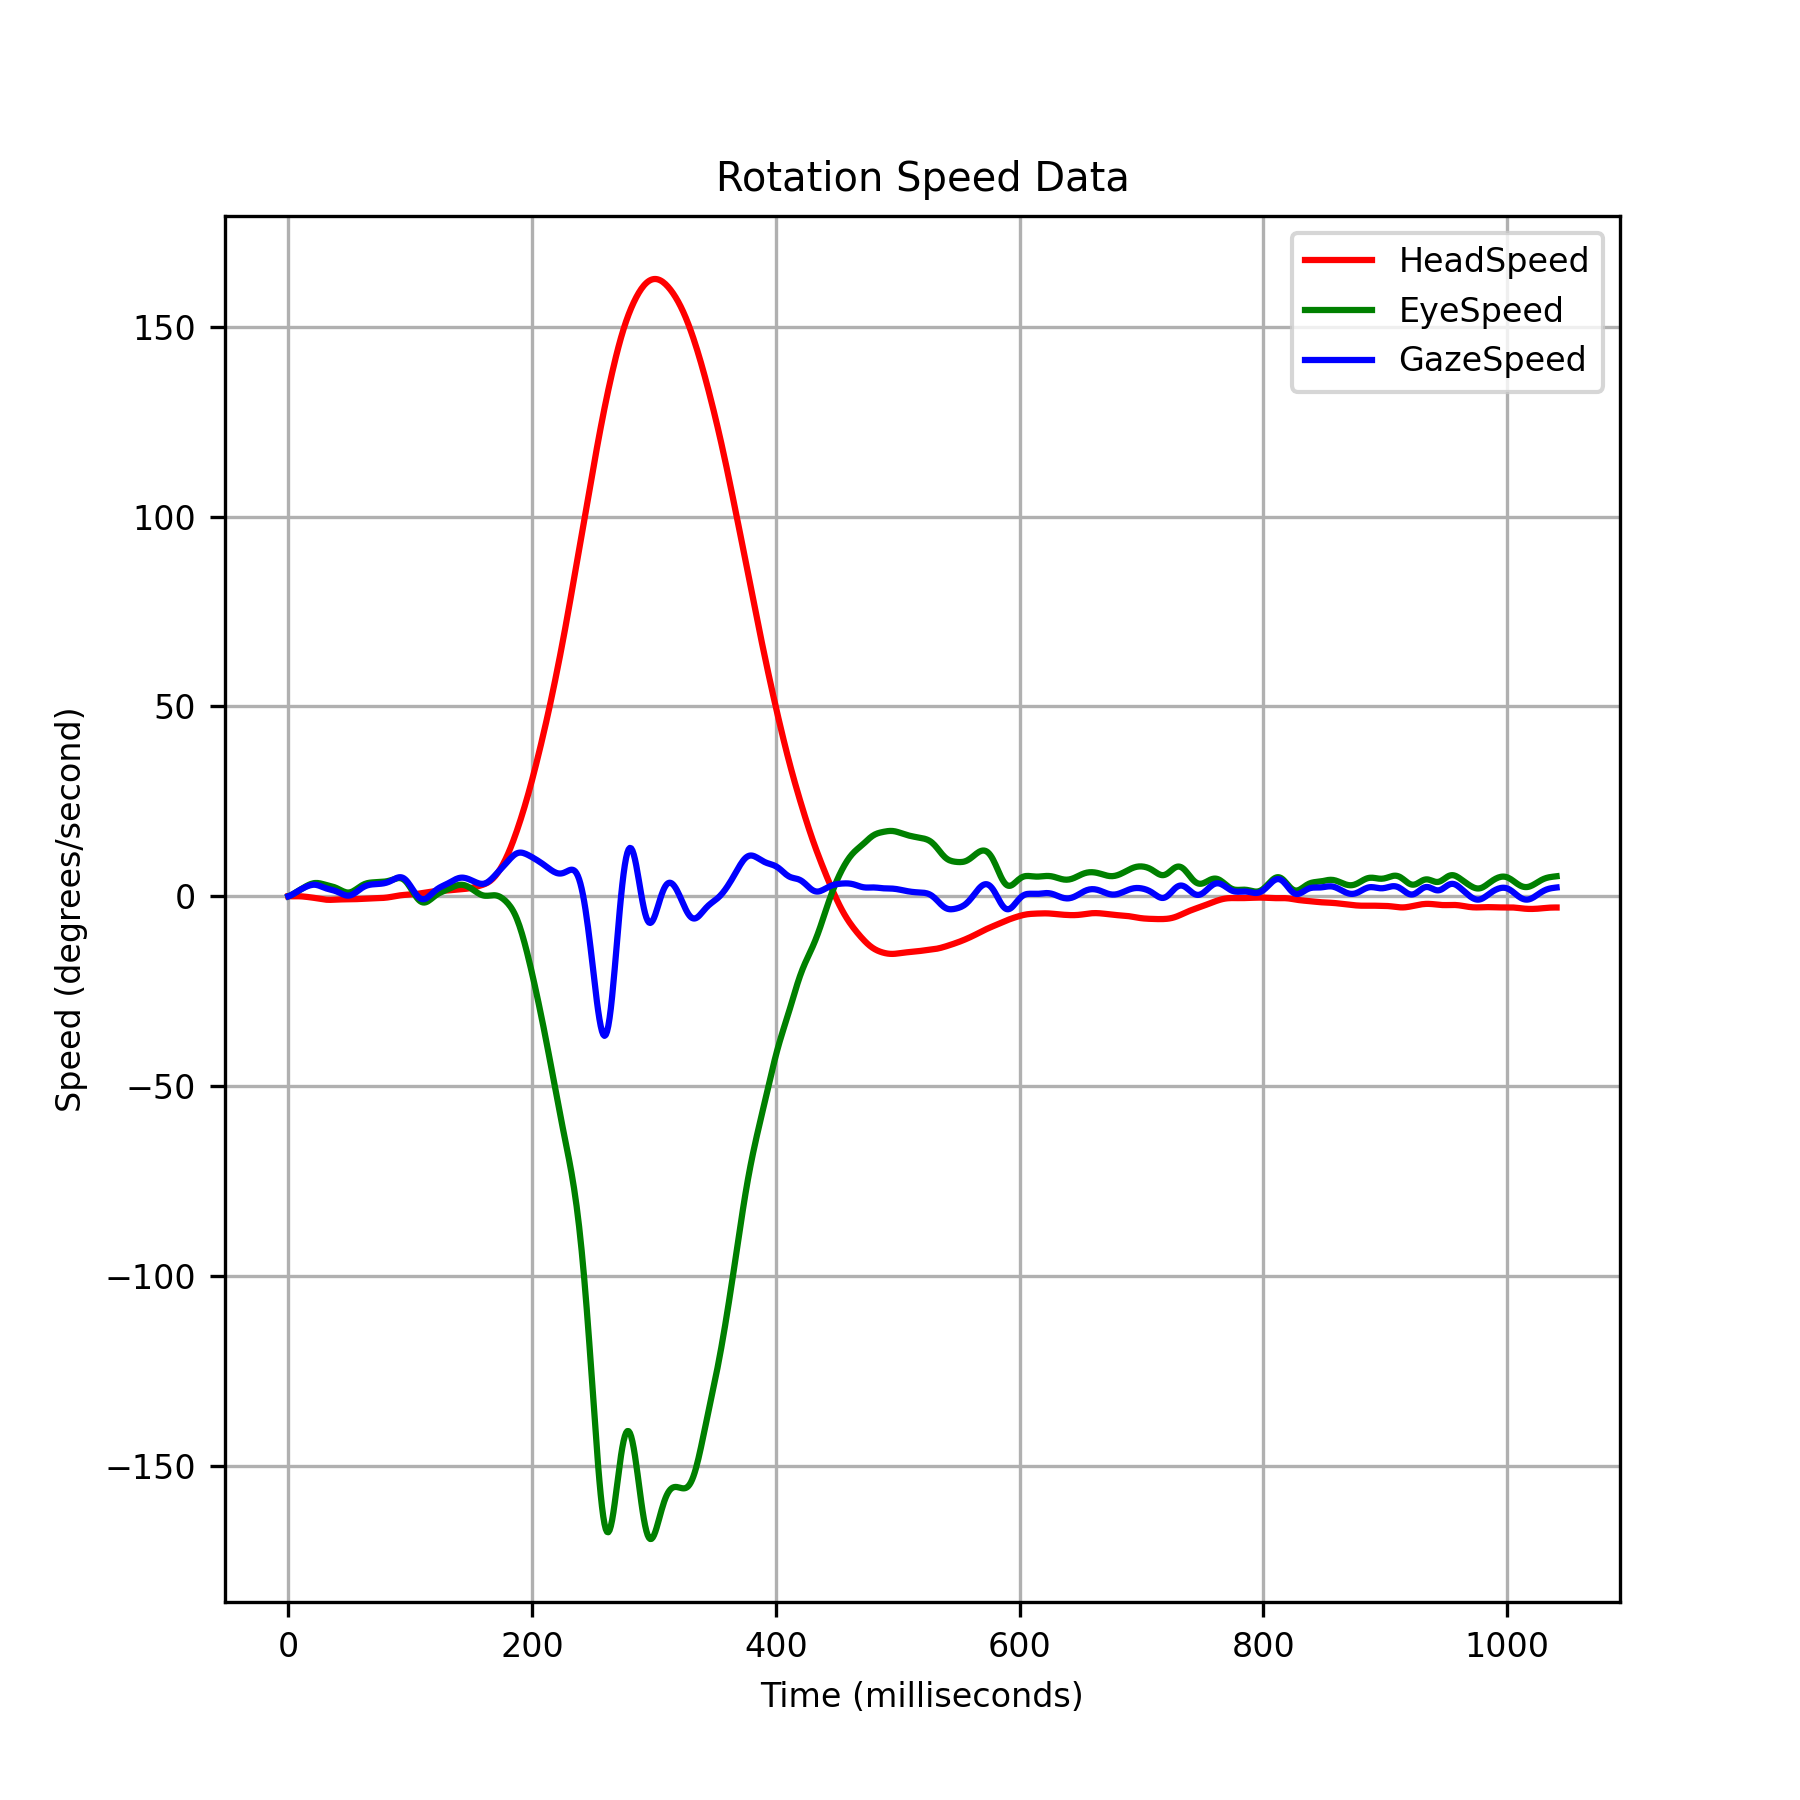 Rotation Speed Data
HeadSpeed
EyeSpeed
GazeSpeed
150
100
50
0
−50
−100
−150
Speed (degrees/second)
0 200 400 600 800 1000
Time (milliseconds)